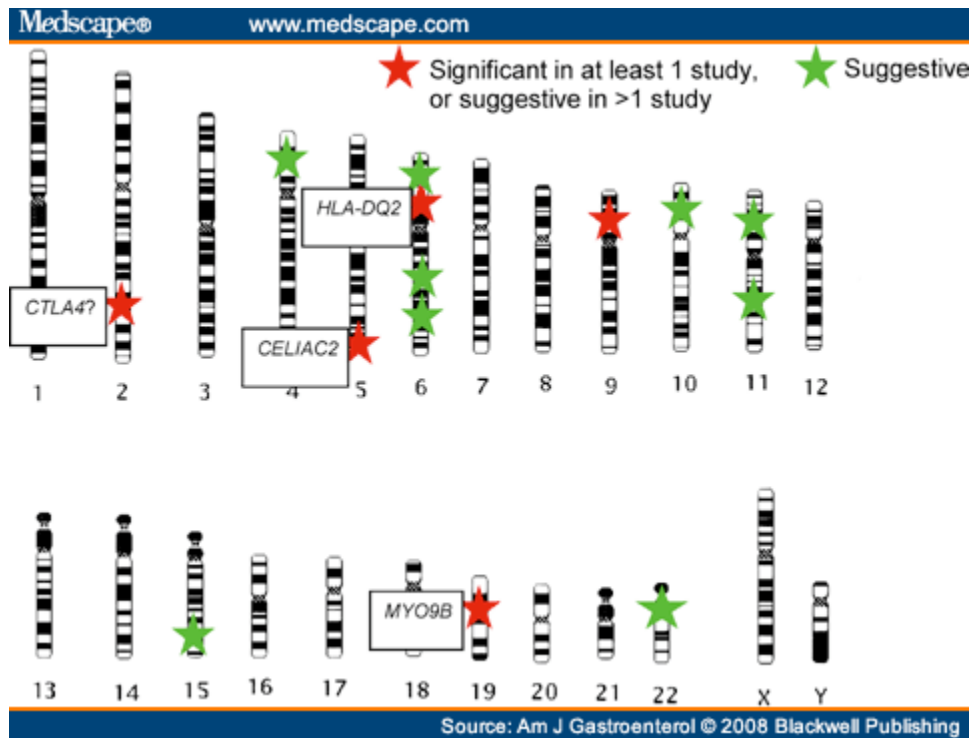 Medscape® www.medscape.com
Significant in at least 1 study,
or suggestive in >1 study
Suggestive
HLA-DQ2
CTLA4?
CELIAC2
1 2 3 4 5 6 7 8 9 10 11 12
MYO9B
13 14 15 16 17 18 19 20 21 22 X Y
Source: Am J Gastroenterol © 2008 Blackwell Publishing